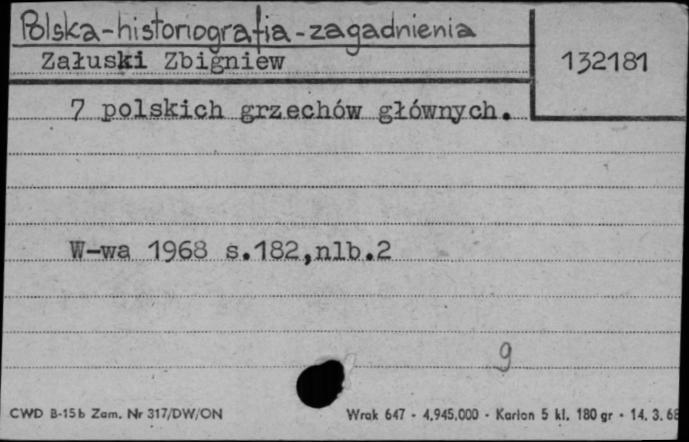 Polska-historiografia-zagadnienia
Załuski Zbigniew
132181
7 polskich grzechów głównych.
W-wa 1968 s.182,nlb.2
9
CWD B-15b Zam. Nr 317/DW/ON
Wrak 647 - 4.945.000 - Karton 5 kl. 180 gr - 14. 3. 68